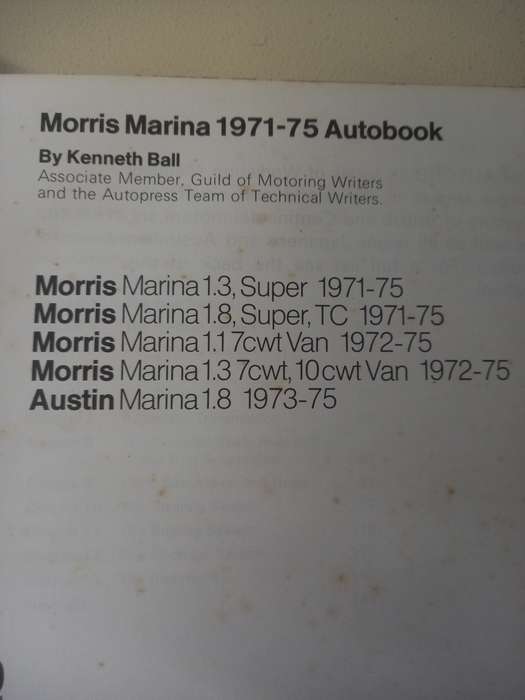 Morris Marina 1971-75 Autobook
By Kenneth Ball
Associate Member, Guild of Motoring Writers
and the Autopress Team of Technical Writers.
Morris Marina 1.3, Super 1971-75
Morris Marina 1.8, Super, TC 1971-75
Morris Marina 1.1 7cwt Van 1972-75
Morris Marina 1.3 7cwt, 10cwt Van 1972-75
Austin Marina 1.8 1973-75